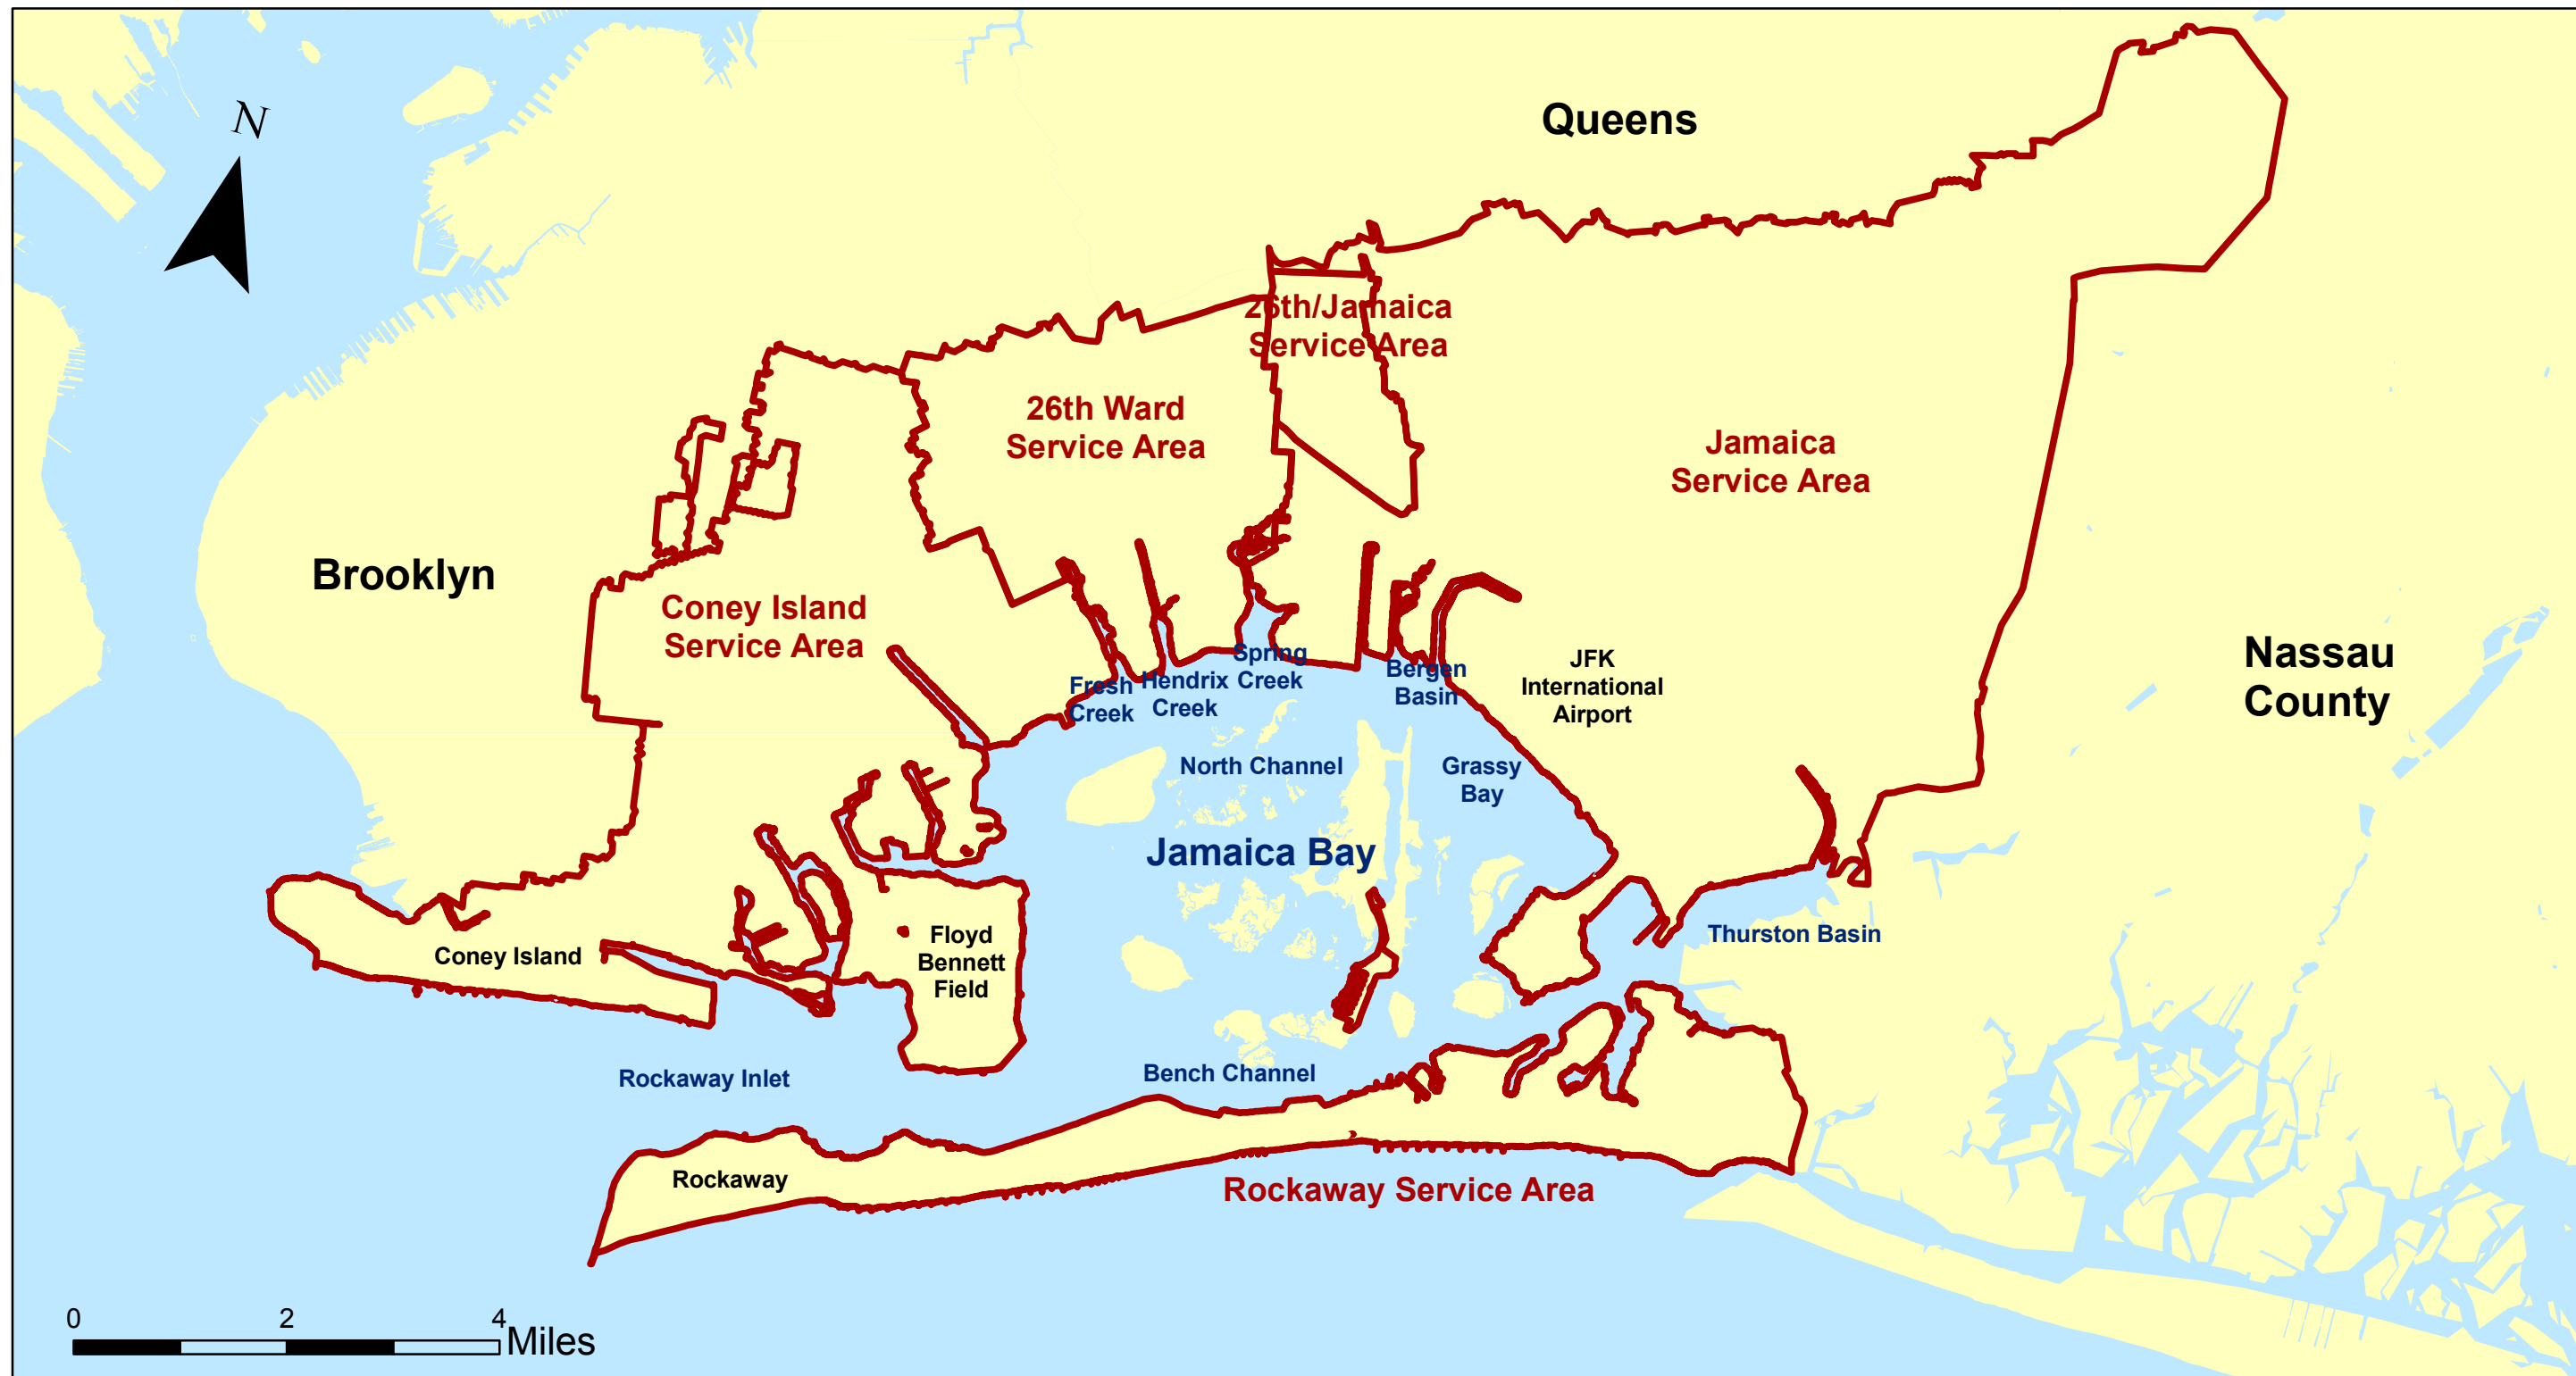 N
Queens
26th/Jamaica
Service Area
26th Ward
Service Area
Jamaica
Service Area
Brooklyn
Coney Island
Service Area
Nassau
County
Fresh
Creek
Hendrix
Creek
Spring
Creek
Bergen
Basin
JFK
International
Airport
North Channel
Grassy
Bay
Jamaica Bay
Coney Island
Floyd
Bennett
Field
Thurston Basin
Rockaway Inlet
Bench Channel
Rockaway
Rockaway Service Area
0 2 4 Miles